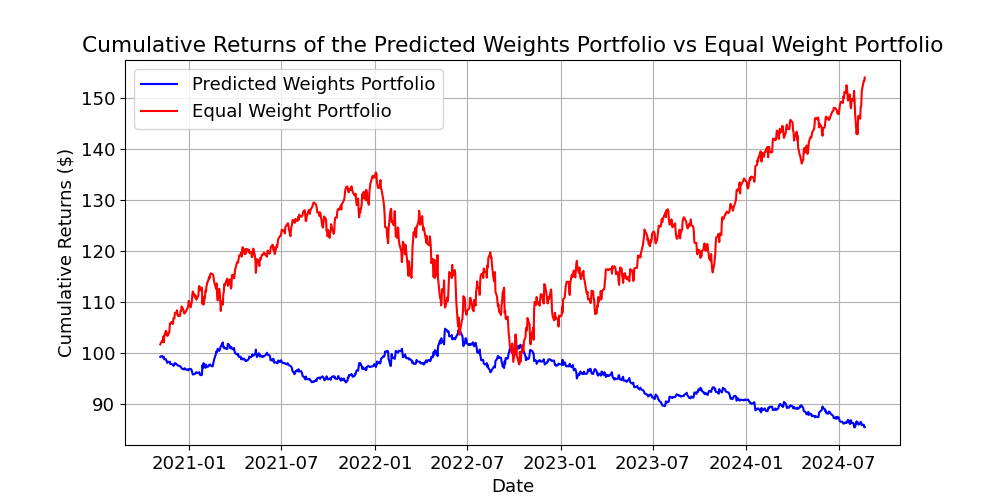 Cumulative Returns of the Predicted Weights Portfolio vs Equal Weight Portfolio
Predicted Weights Portfolio
Equal Weight Portfolio
Cumulative Returns ($)
150
140
130
120
110
100
90
2021-01 2021-07 2022-01 2022-07 2023-01 2023-07 2024-01 2024-07
Date